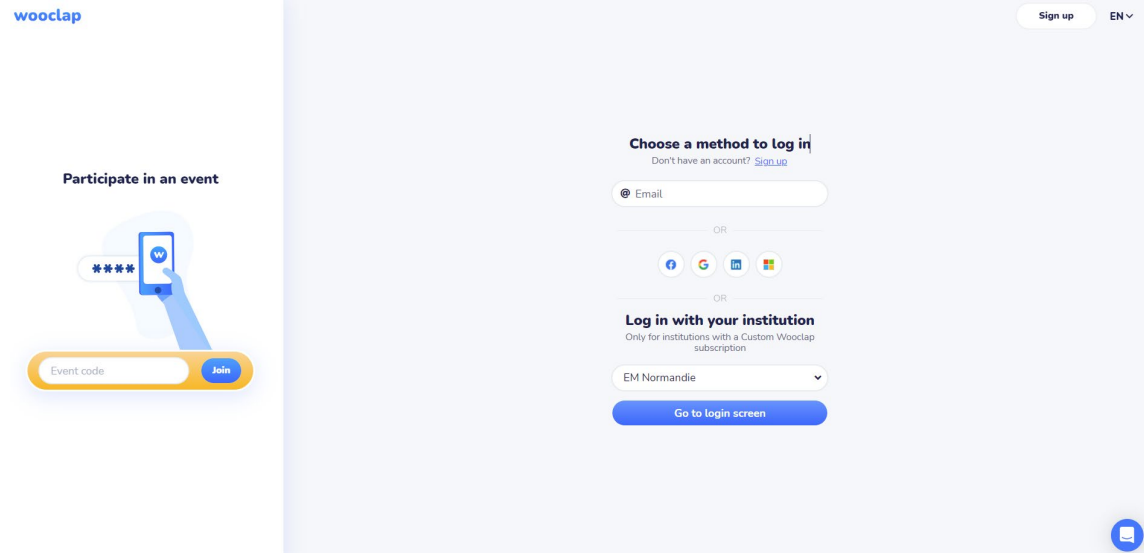 wooclap
Sign up
EN
Participate in an event
****
w
Event code
Join
Choose a method to log in
Don't have an account? Sign up
@ Email
OR
f G in
OR
Log in with your institution
Only for institutions with a Custom Wooclap
subscription
EM Normandie
Go to login screen